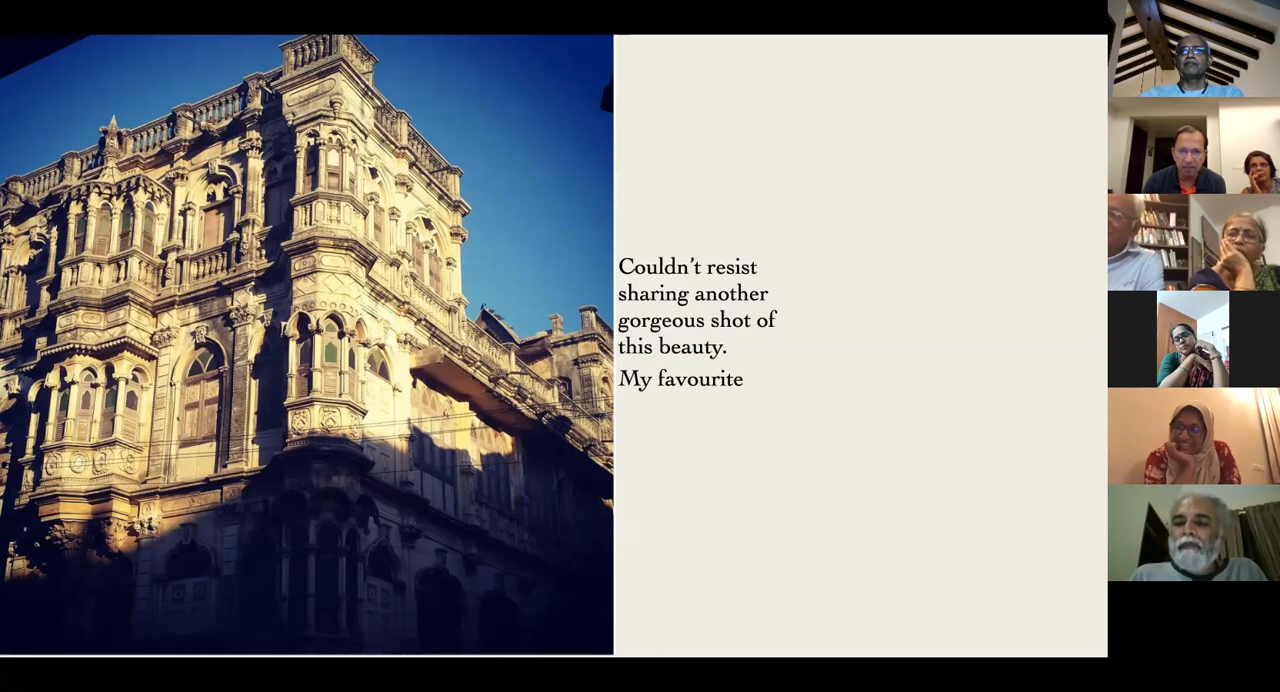 Couldn’t resist
sharing another
gorgeous shot of
this beauty.
My favourite